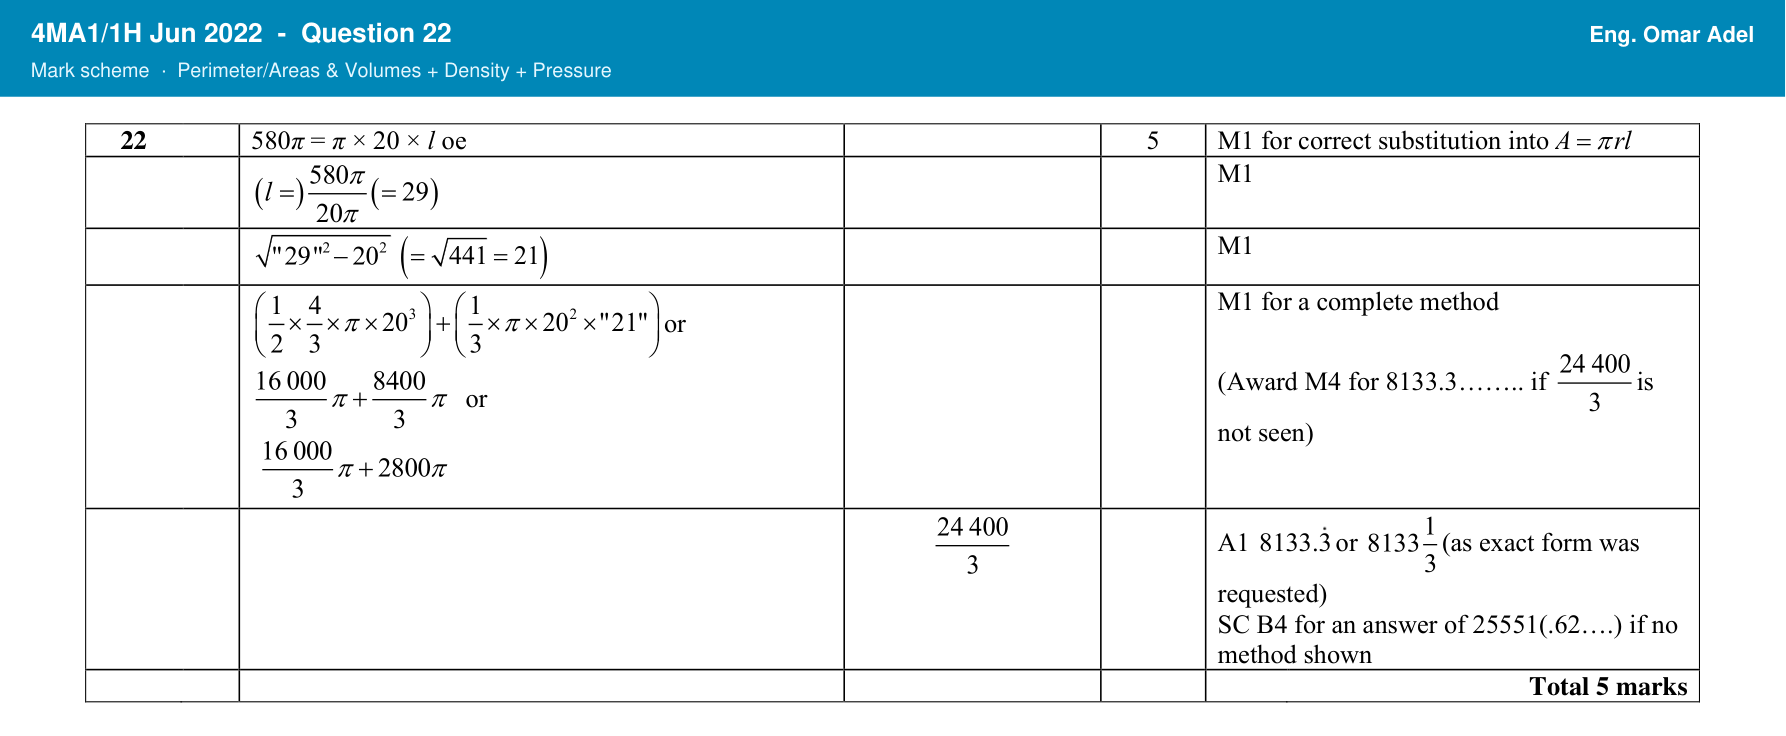 4MA1/1H Jun 2022 - Question 22
Eng. Omar Adel
Mark scheme · Perimeter/Areas & Volumes + Density + Pressure
22 580π = π × 20 × l oe 5 M1 for correct substitution into A = πrl
(l =) 580π/20π (= 29) M1
√("29"² − 20²) (= √441 = 21) M1
(1/2 × 4/3 × π × 20³) + (1/3 × π × 20² × "21") or
16 000/3 π + 8400/3 π or
16 000/3 π + 2800π
M1 for a complete method
(Award M4 for 8133.3…….. if 24 400/3 is
not seen)
24 400/3
A1 8133.3̇ or 8133 1/3 (as exact form was
requested)
SC B4 for an answer of 25551(.62….) if no
method shown
Total 5 marks